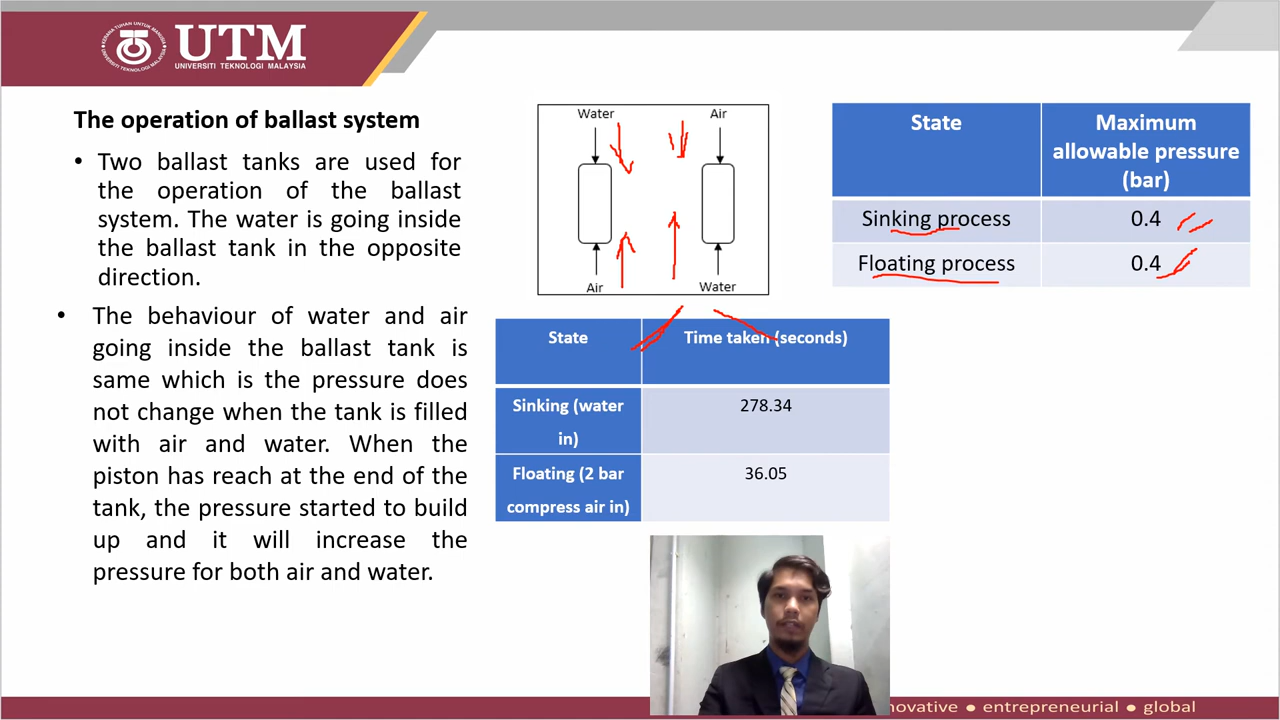 UTM
UNIVERSITI TEKNOLOGI MALAYSIA
The operation of ballast system
• Two ballast tanks are used for
the operation of the ballast
system. The water is going inside
the ballast tank in the opposite
direction.
• The behaviour of water and air
going inside the ballast tank is
same which is the pressure does
not change when the tank is filled
with air and water. When the
piston has reach at the end of the
tank, the pressure started to build
up and it will increase the
pressure for both air and water.
Water Air
Air Water
State Time taken (seconds)
Sinking (water
in) 278.34
Floating (2 bar
compress air in) 36.05
State Maximum
allowable pressure
(bar)
Sinking process 0.4
Floating process 0.4
novative ● entrepreneurial ● global